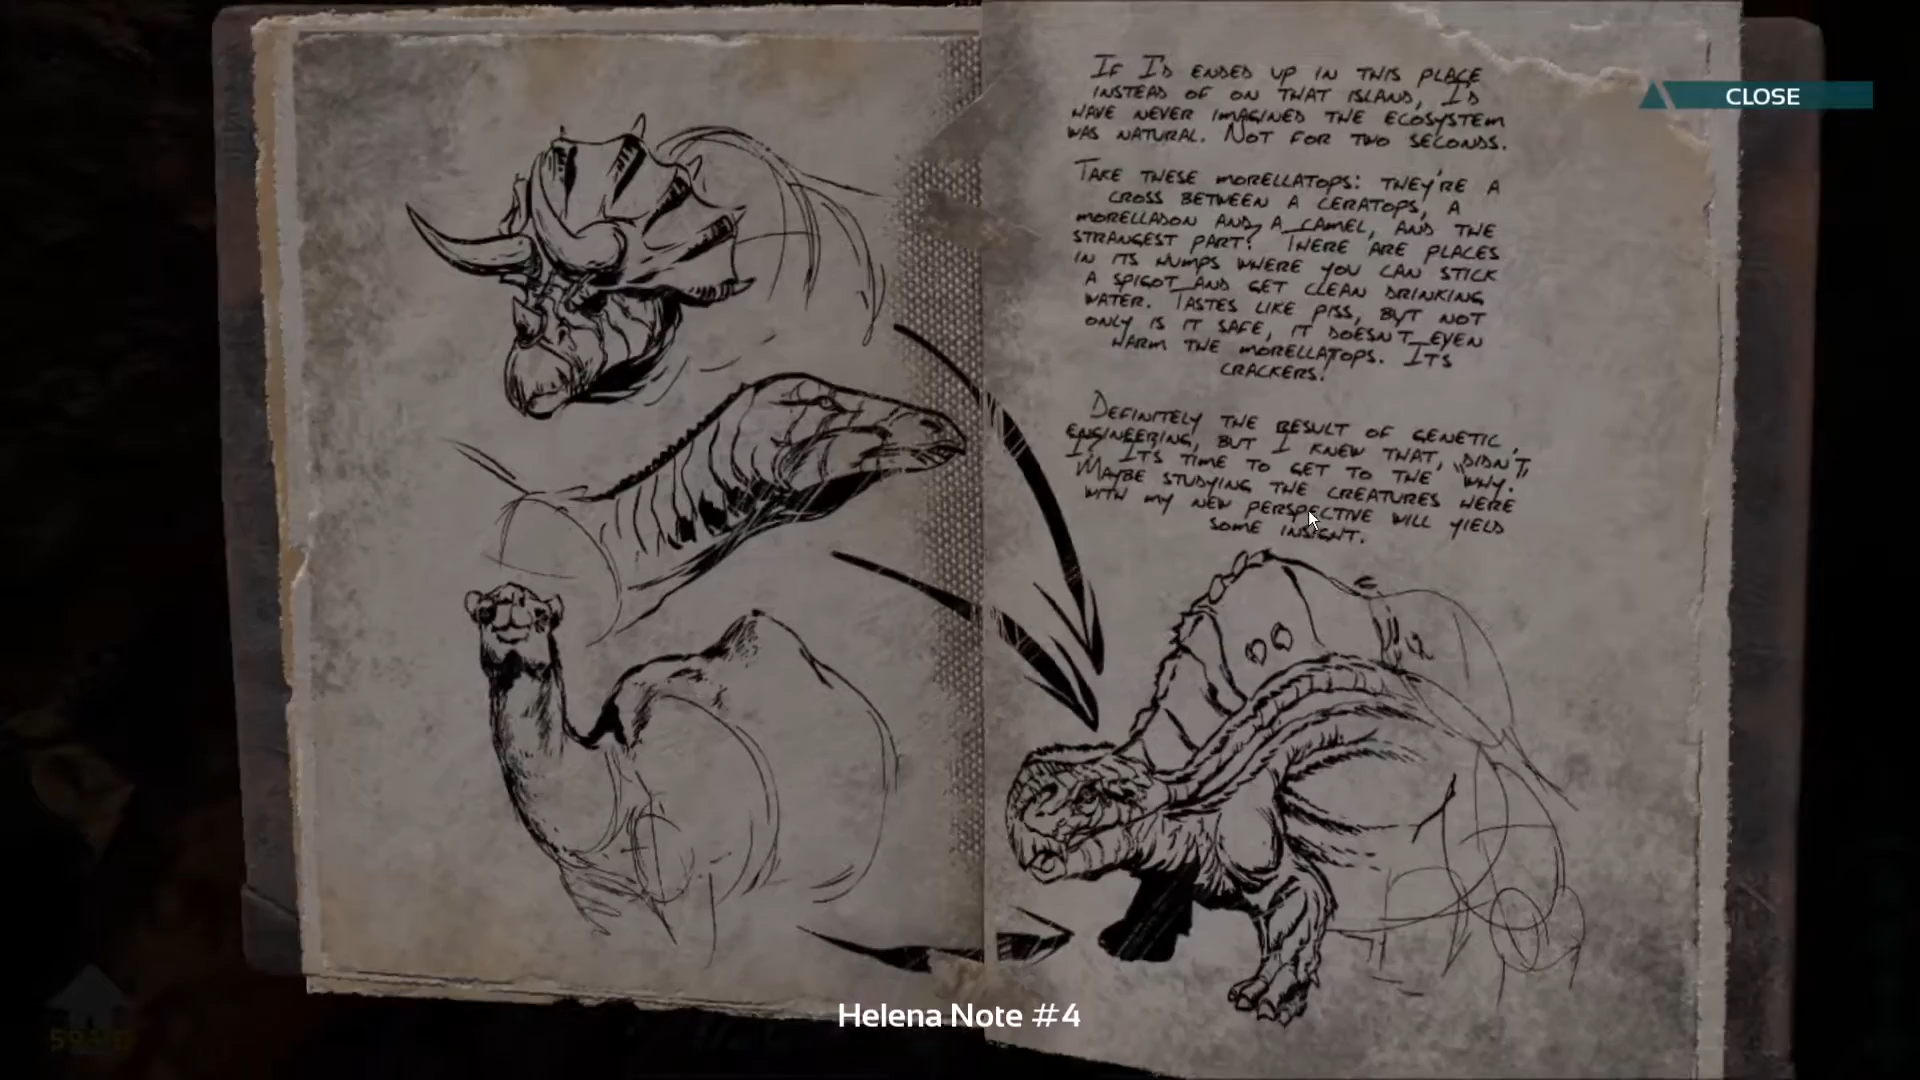 If I'd ended up in this place
instead of on that island, I'd
have never imagined the ecosystem
was natural. Not for two seconds.
Take these morellatops: They're a
cross between a ceratops, a
morelladon and, a camel, and the
strangest part? There are places
in its humps where you can stick
a spigot and get clean drinking
water. Tastes like piss, but not
only is it safe, it doesn't even
harm the morellatops. Its
crackers!
Definitely the result of genetic
engineering, but I knew that, didn't
I? Its time to get to the "why."
Maybe studying the creatures here
with my new perspective will yield
some insight.
CLOSE
Helena Note #4